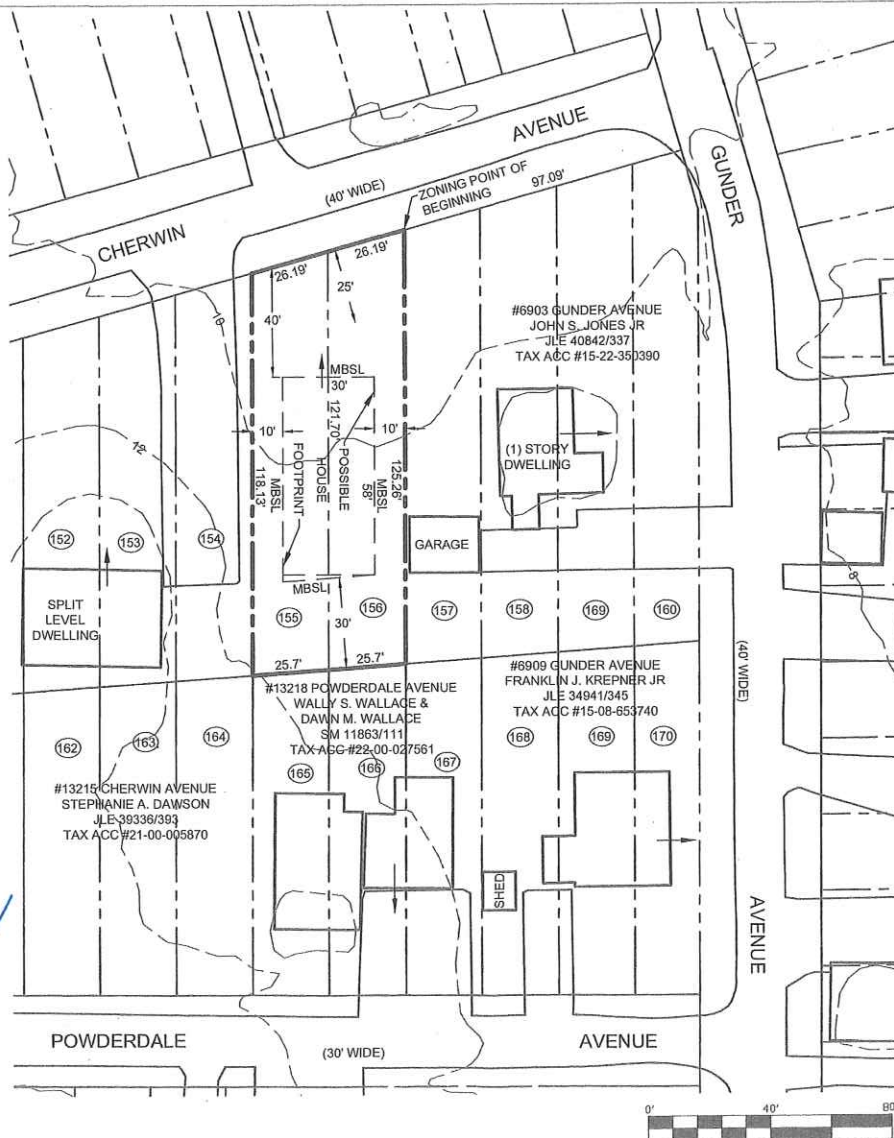 AVENUE
(40' WIDE)
ZONING POINT OF
BEGINNING
97.09'
GUNDER
CHERWIN
26.19'
26.19'
25'
40'
10
#6903 GUNDER AVENUE
JOHN S. JONES JR
JLE 40842/337
TAX ACC #15-22-350390
MBSL
30'
10'
10'
121.70'
POSSIBLE
HOUSE
FOOTPRINT
MBSL
118.13'
125.26'
MBSL
58'
(1) STORY
DWELLING
12
GARAGE
8
152
153
154
MBSL
SPLIT
LEVEL
DWELLING
155
156
157
158
169
160
30'
(40' WIDE)
25.7'
25.7'
#6909 GUNDER AVENUE
FRANKLIN J. KREPNER JR
JLE 34941/345
TAX ACC #15-08-653740
#13218 POWDERDALE AVENUE
WALLY S. WALLACE &
DAWN M. WALLACE
SM 11863/111
TAX ACC #22-00-027561
162
163
164
165
166
167
168
169
170
#13215 CHERWIN AVENUE
STEPHANIE A. DAWSON
JLE 39336/393
TAX ACC #21-00-005870
SHED
AVENUE
POWDERDALE
(30' WIDE)
AVENUE
0'
40'
80